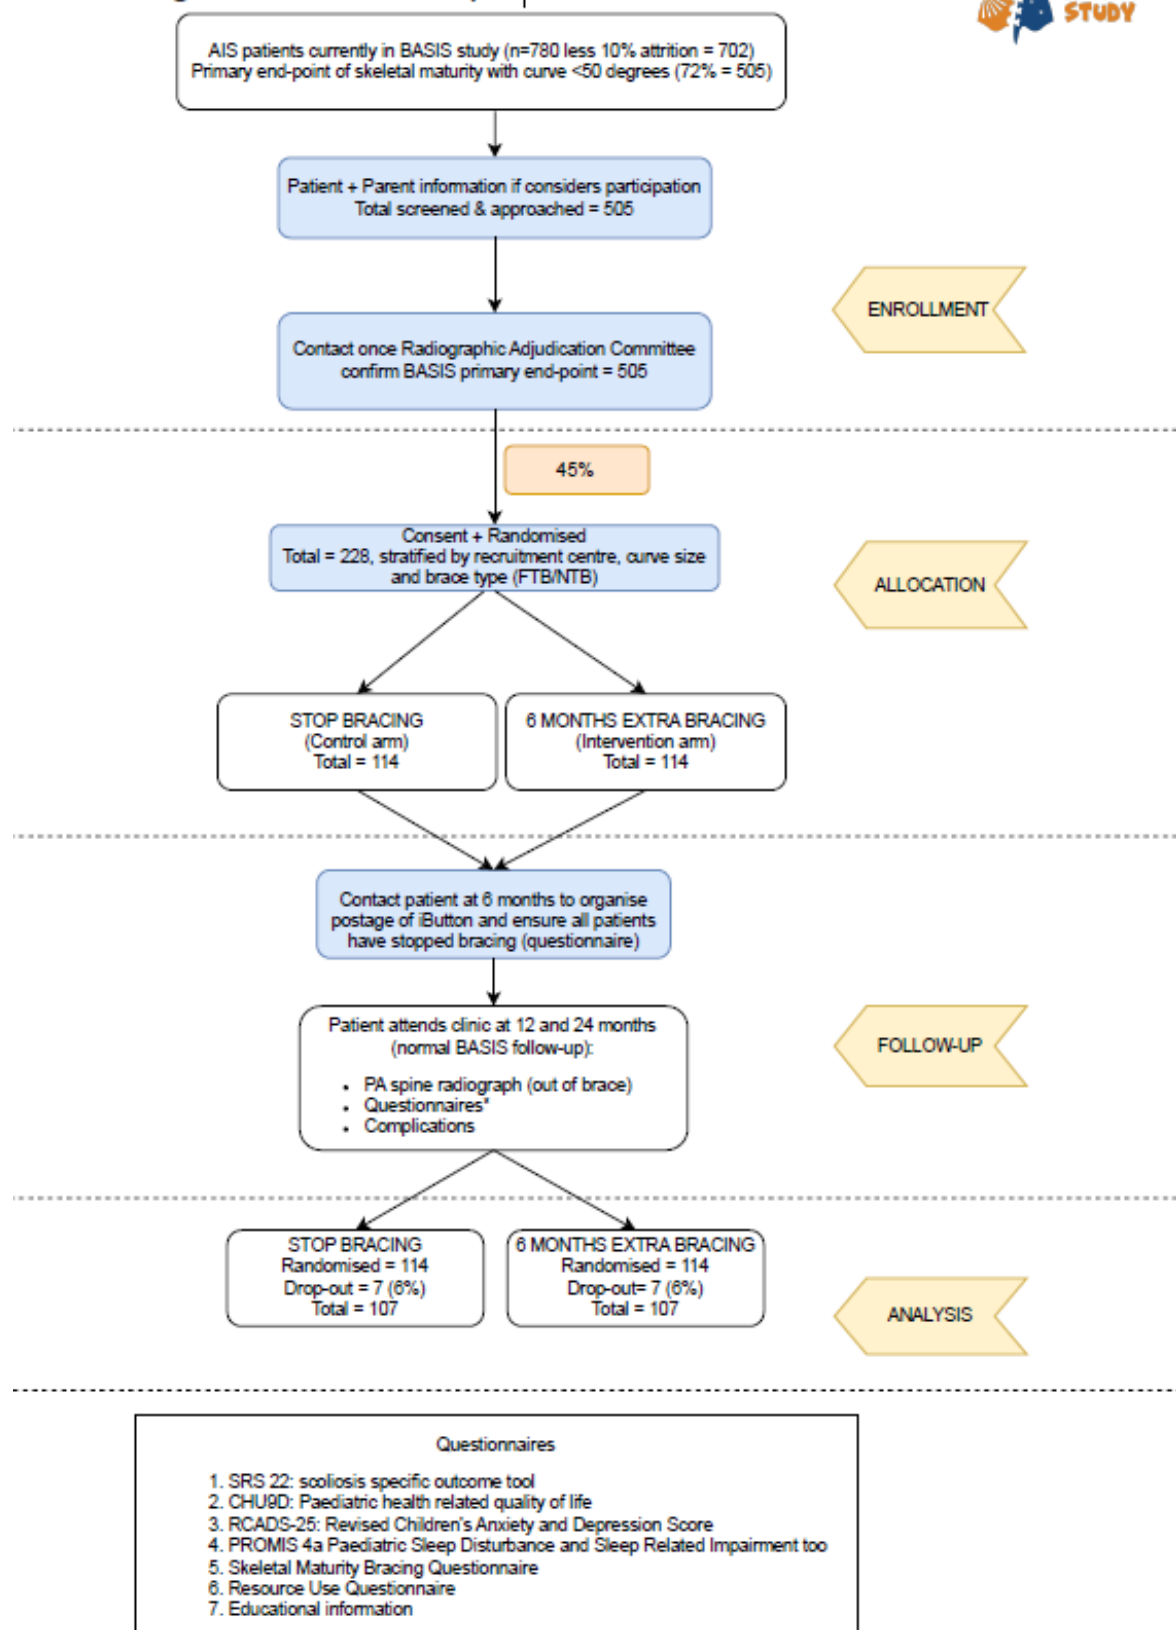 STUDY
AIS patients currently in BASIS study (n=780 less 10% attrition = 702)
Primary end-point of skeletal maturity with curve <50 degrees (72% = 505)
Patient + Parent information if considers participation
Total screened & approached = 505
ENROLLMENT
Contact once Radiographic Adjudication Committee
confirm BASIS primary end-point = 505
45%
Consent + Randomised
Total = 228, stratified by recruitment centre, curve size
and brace type (FTB/NTB)
ALLOCATION
STOP BRACING
(Control arm)
Total = 114
6 MONTHS EXTRA BRACING
(Intervention arm)
Total = 114
Contact patient at 6 months to organise
postage of iButton and ensure all patients
have stopped bracing (questionnaire)
Patient attends clinic at 12 and 24 months
(normal BASIS follow-up):
• PA spine radiograph (out of brace)
• Questionnaires*
• Complications
FOLLOW-UP
STOP BRACING
Randomised = 114
Drop-out = 7 (6%)
Total = 107
6 MONTHS EXTRA BRACING
Randomised = 114
Drop-out= 7 (6%)
Total = 107
ANALYSIS
Questionnaires
1. SRS 22: scoliosis specific outcome tool
2. CHU9D: Paediatric health related quality of life
3. RCADS-25: Revised Children's Anxiety and Depression Score
4. PROMIS 4a Paediatric Sleep Disturbance and Sleep Related Impairment too
5. Skeletal Maturity Bracing Questionnaire
6. Resource Use Questionnaire
7. Educational information